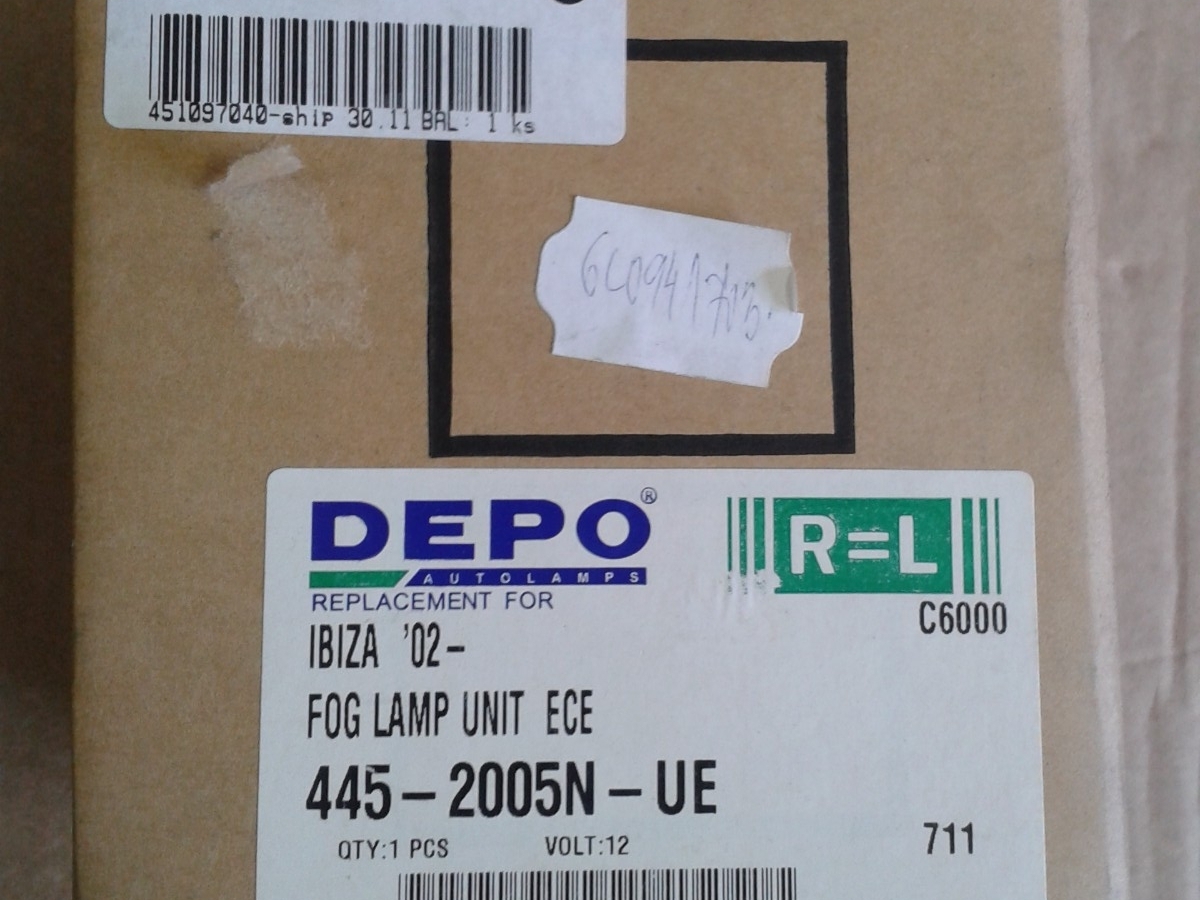 451097040-ship 30.11 BAL: 1 ks
DEPO®
AUTOLAMPS
R=L
REPLACEMENT FOR
C6000
IBIZA '02-
FOG LAMP UNIT ECE
445-2005N-UE
QTY:1 PCS VOLT:12
711